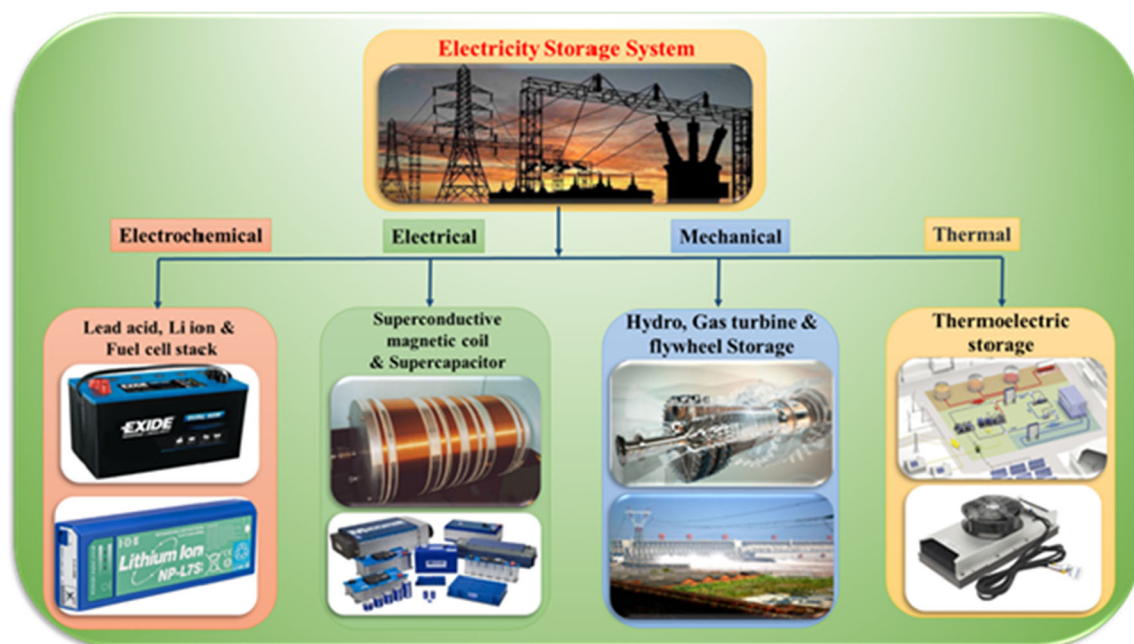 Electricity Storage System
Electrochemical
Electrical
Mechanical
Thermal
Lead acid, Li ion &
Fuel cell stack
Superconductive
magnetic coil
& Supercapacitor
Hydro, Gas turbine &
flywheel Storage
Thermoelectric
storage
EXIDE
Lithium Ion
NP-L7S